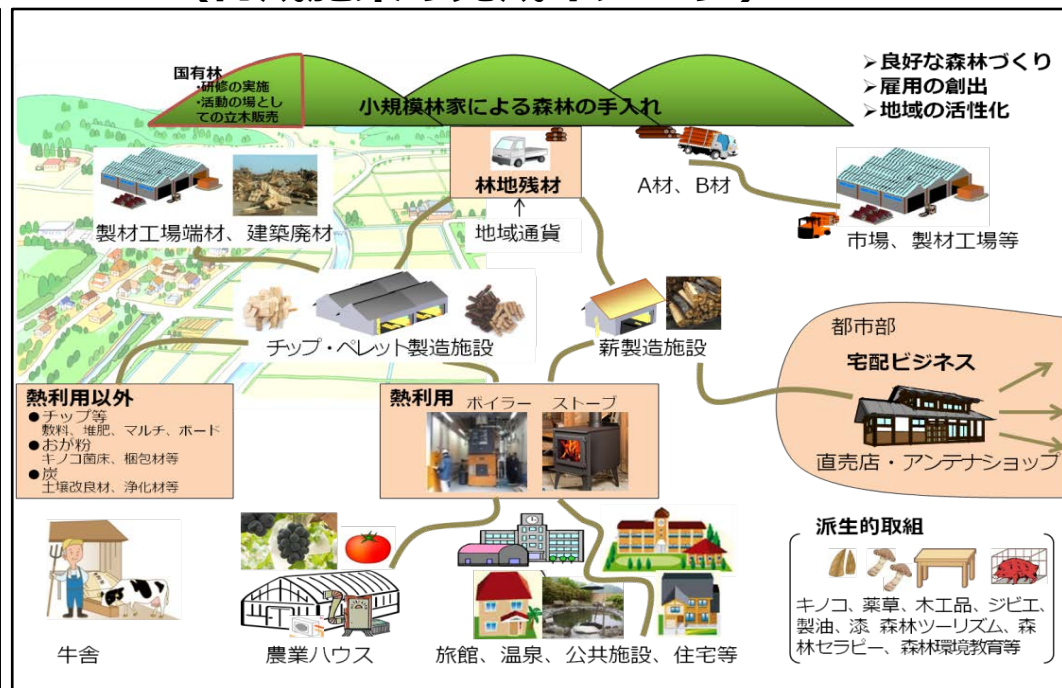 国有林
・研修の実施
・活動の場とし
ての立木販売
小規模林家による森林の手入れ
➢良好な森林づくり
➢雇用の創出
➢地域の活性化
林地残材
A材、B材
製材工場端材、建築廃材
地域通貨
市場、製材工場等
チップ・ペレット製造施設
薪製造施設
都市部
宅配ビジネス
直売店・アンテナショップ
熱利用以外
●チップ等
敷料、堆肥、マルチ、ボード
●おが粉
キノコ菌床、梱包材等
●炭
土壌改良材、浄化材等
熱利用 ボイラー ストーブ
派生的取組
キノコ、薬草、木工品、ジビエ、
製油、漆、森林ツーリズム、森
林セラピー、森林環境教育等
牛舎
農業ハウス
旅館、温泉、公共施設、住宅等